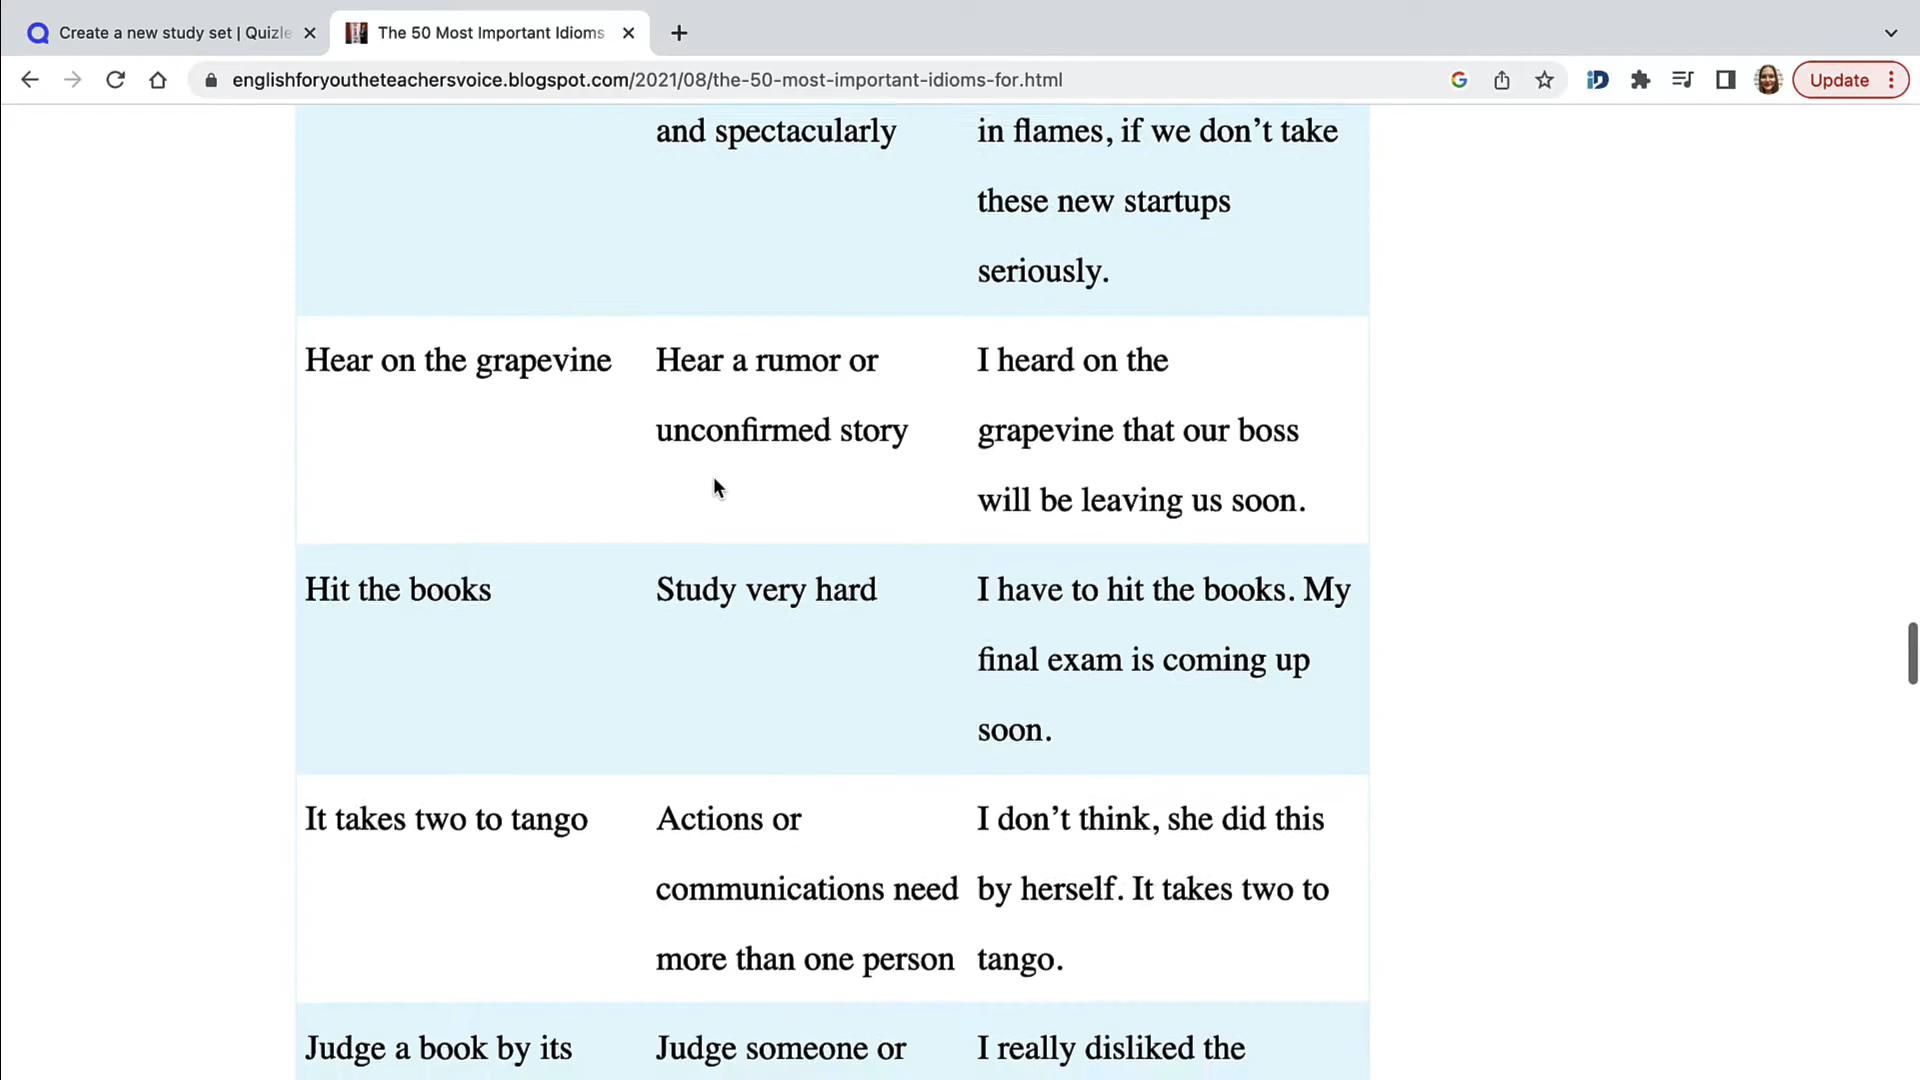 Create a new study set | Quizle
The 50 Most Important Idioms
englishforyoutheteachersvoice.blogspot.com/2021/08/the-50-most-important-idioms-for.html
Update
and spectacularly
in flames, if we don’t take
these new startups
seriously.
Hear on the grapevine
Hear a rumor or
unconfirmed story
I heard on the
grapevine that our boss
will be leaving us soon.
Hit the books
Study very hard
I have to hit the books. My
final exam is coming up
soon.
It takes two to tango
Actions or
communications need
more than one person
I don’t think, she did this
by herself. It takes two to
tango.
Judge a book by its
Judge someone or
I really disliked the